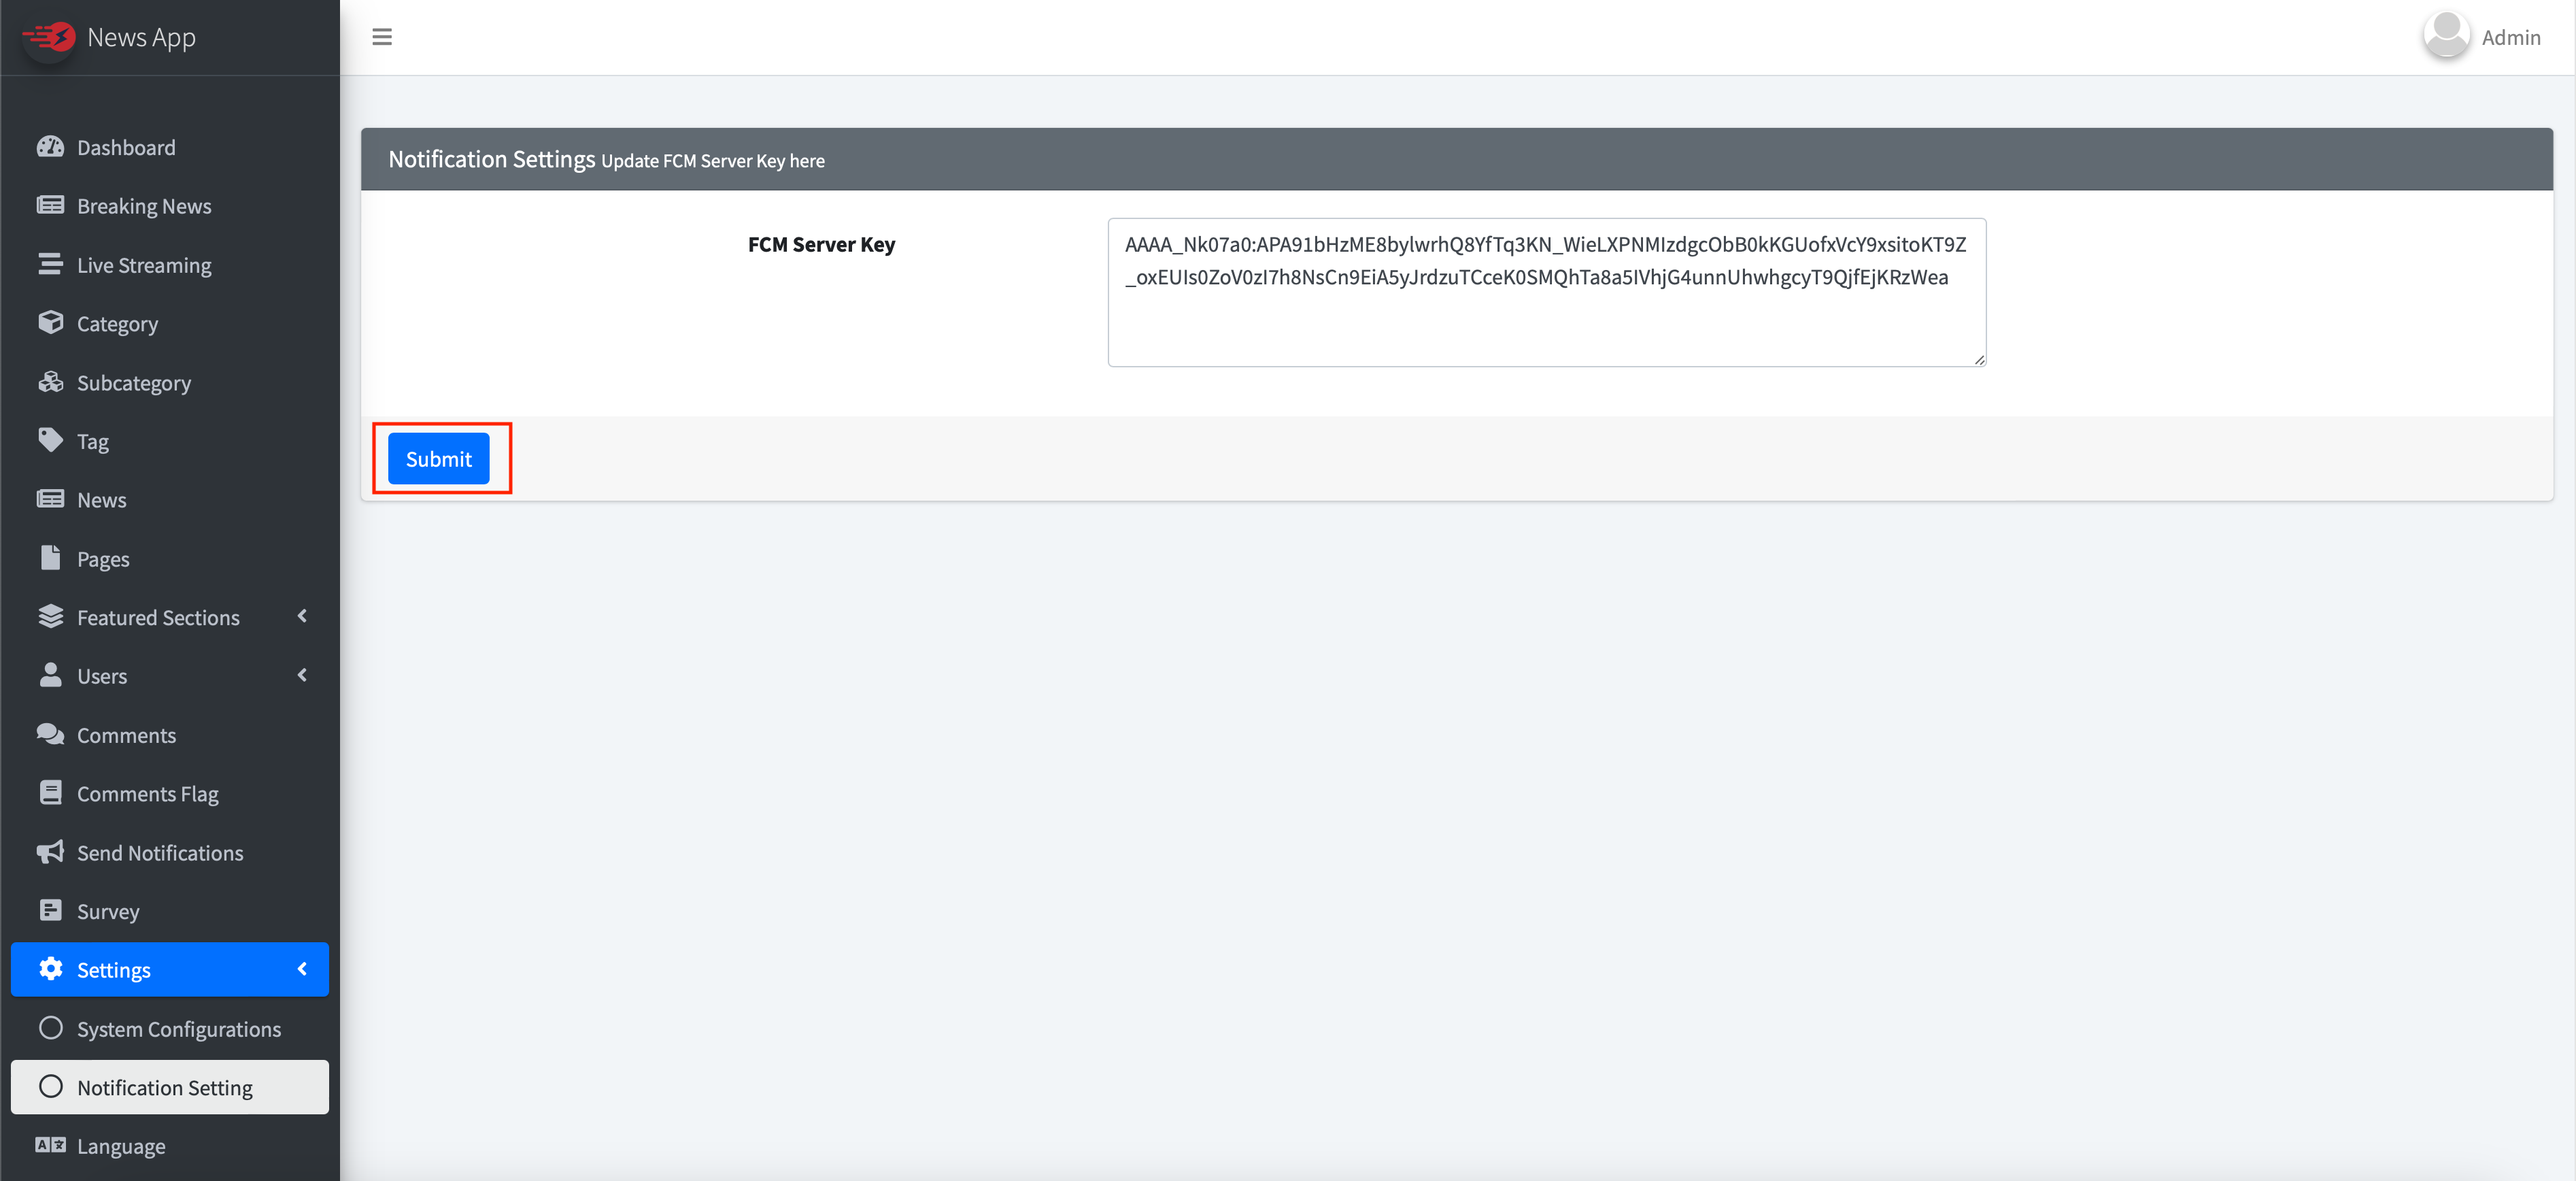 News App
Admin
Dashboard
Breaking News
Live Streaming
Category
Subcategory
Tag
News
Pages
Featured Sections
Users
Comments
Comments Flag
Send Notifications
Survey
Settings
System Configurations
Notification Setting
Language
Notification Settings Update FCM Server Key here
FCM Server Key
AAAA_Nk07a0:APA91bHzME8bylwrhQ8YfTq3KN_WieLXPNMIzdgcObB0kKGUofxVcY9xsitoKT9Z
_oxEUIs0ZoV0zI7h8NsCn9EiA5yJrdzuTCceK0SMQhTa8a5IVhjG4unnUhwhgcyT9QjfEjKRzWea
Submit